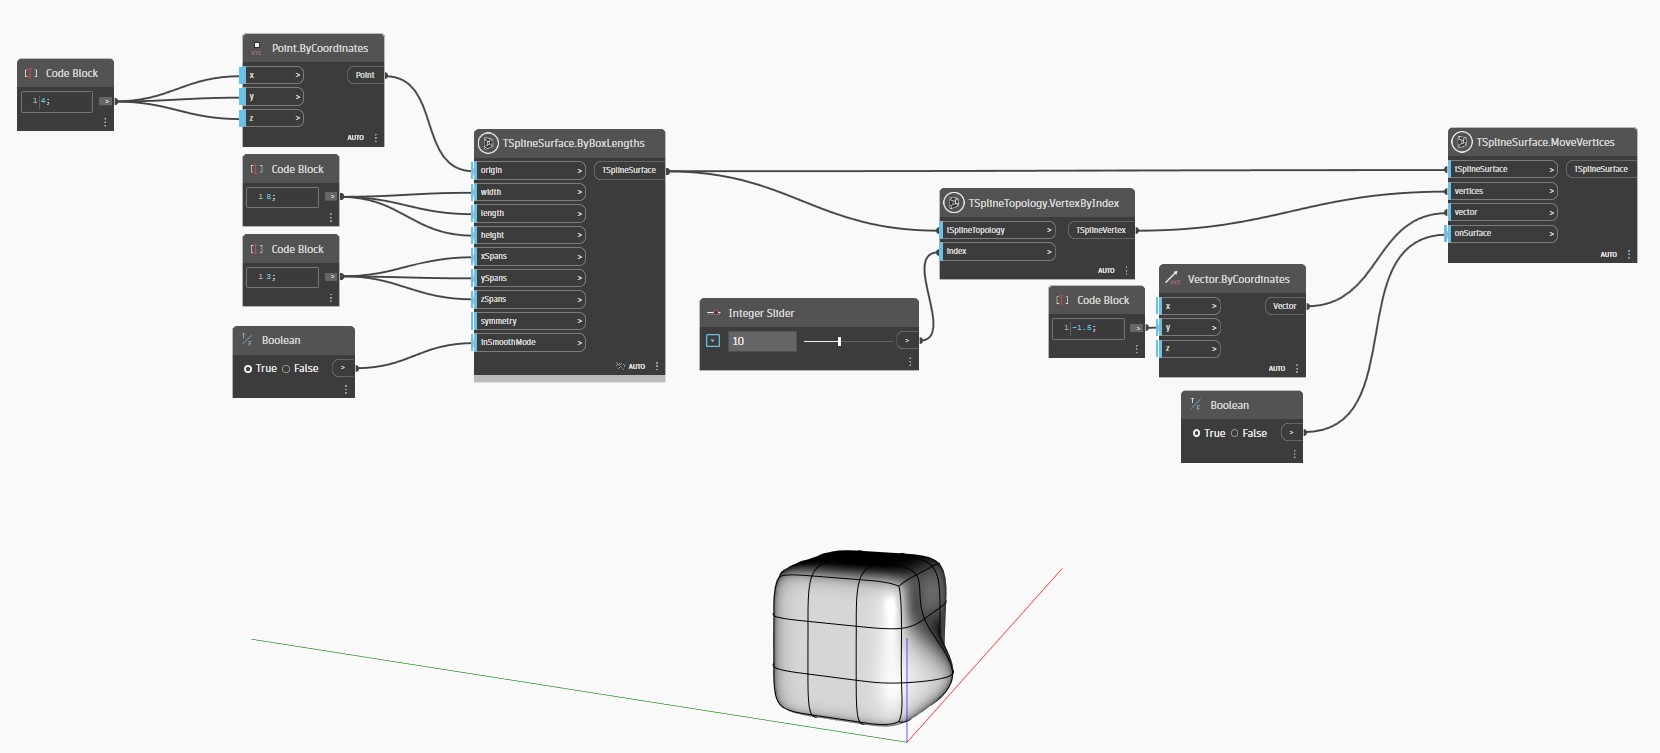 Point.ByCoordinates
x >
Point
y >
z >
AUTO
Code Block
1 4;
>
Code Block
1 8;
>
Code Block
1 3;
>
Boolean
True False >
TSplineSurface.ByBoxLengths
origin >
TSplineSurface
width >
length >
height >
xSpans >
ySpans >
zSpans >
symmetry >
inSmoothMode >
AUTO
Integer Slider
10 >
TSplineTopology.VertexByIndex
tSplineTopology >
TSplineVertex
index >
AUTO
Code Block
1 -1.5;
>
Vector.ByCoordinates
x >
Vector
y >
z >
AUTO
Boolean
True False >
TSplineSurface.MoveVertices
tSplineSurface >
TSplineSurface
vertices >
vector >
onSurface >
AUTO